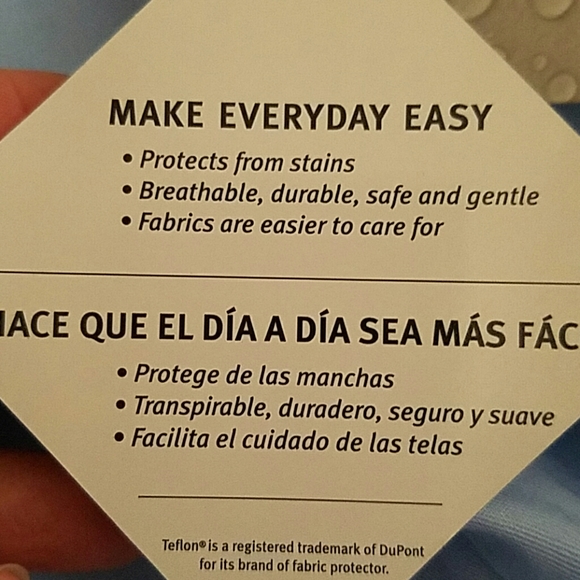 MAKE EVERYDAY EASY
• Protects from stains
• Breathable, durable, safe and gentle
• Fabrics are easier to care for
QUE EL DÍA A DÍA SEA MÁS
• Protege de las manchas
• Transpirable, duradero, seguro y suave
• Facilita el cuidado de las telas
Teflon® is a registered trademark of DuPont
for its brand of fabric protector.